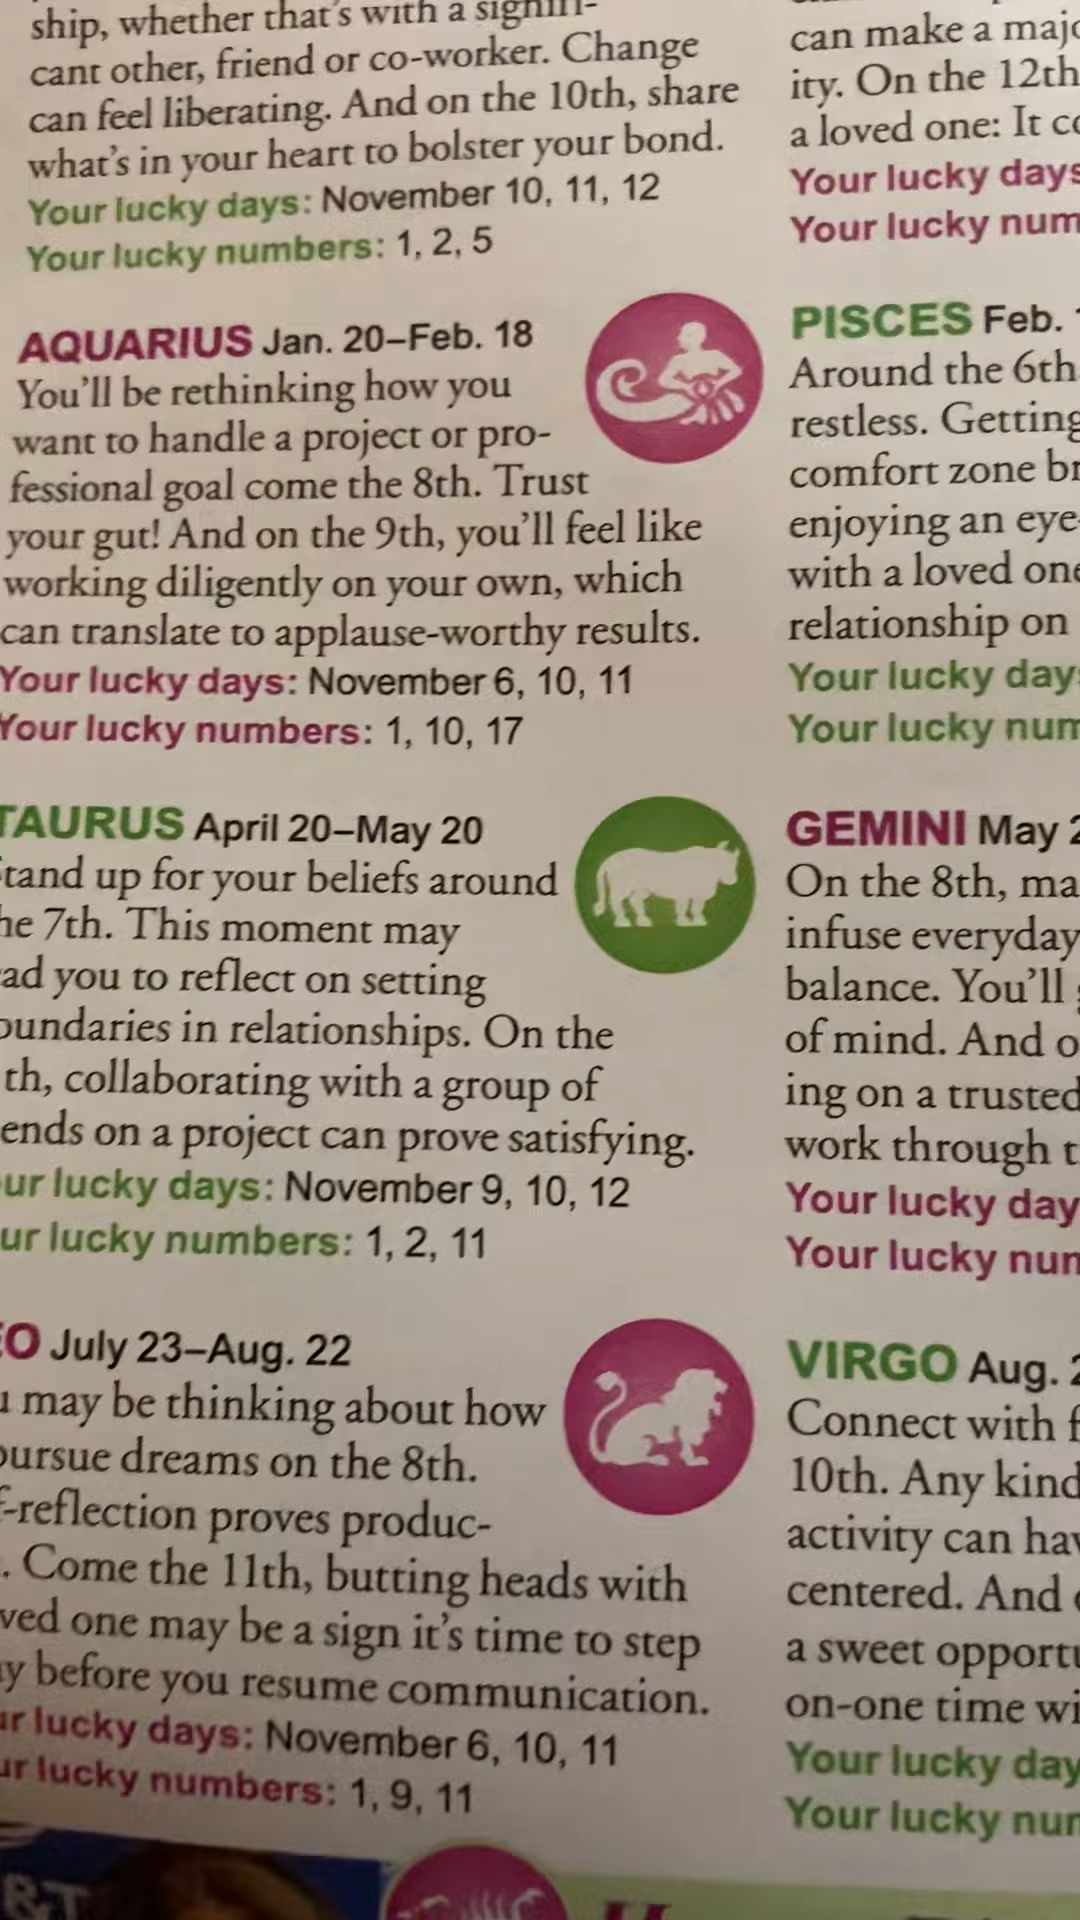 ship, whether that's with a signifi-
cant other, friend or co-worker. Change
can feel liberating. And on the 10th, share
what's in your heart to bolster your bond.
Your lucky days: November 10, 11, 12
Your lucky numbers: 1, 2, 5
AQUARIUS Jan. 20–Feb. 18
You'll be rethinking how you
want to handle a project or pro-
fessional goal come the 8th. Trust
your gut! And on the 9th, you'll feel like
working diligently on your own, which
can translate to applause-worthy results.
Your lucky days: November 6, 10, 11
Your lucky numbers: 1, 10, 17
TAURUS April 20–May 20
tand up for your beliefs around
he 7th. This moment may
ad you to reflect on setting
oundaries in relationships. On the
th, collaborating with a group of
ends on a project can prove satisfying.
ur lucky days: November 9, 10, 12
ur lucky numbers: 1, 2, 11
EO July 23–Aug. 22
u may be thinking about how
pursue dreams on the 8th.
f-reflection proves produc-
. Come the 11th, butting heads with
ved one may be a sign it's time to step
y before you resume communication.
ur lucky days: November 6, 10, 11
ur lucky numbers: 1, 9, 11
&T
can make a majo
ity. On the 12th
a loved one: It co
Your lucky days
Your lucky num
PISCES Feb. 1
Around the 6th
restless. Getting
comfort zone br
enjoying an eye-
with a loved one
relationship on
Your lucky day
Your lucky num
GEMINI May 2
On the 8th, ma
infuse everyday
balance. You'll
of mind. And o
ing on a trusted
work through t
Your lucky day
Your lucky num
VIRGO Aug. 2
Connect with f
10th. Any kind
activity can hav
centered. And
a sweet opportu
on-one time wi
Your lucky day
Your lucky nur